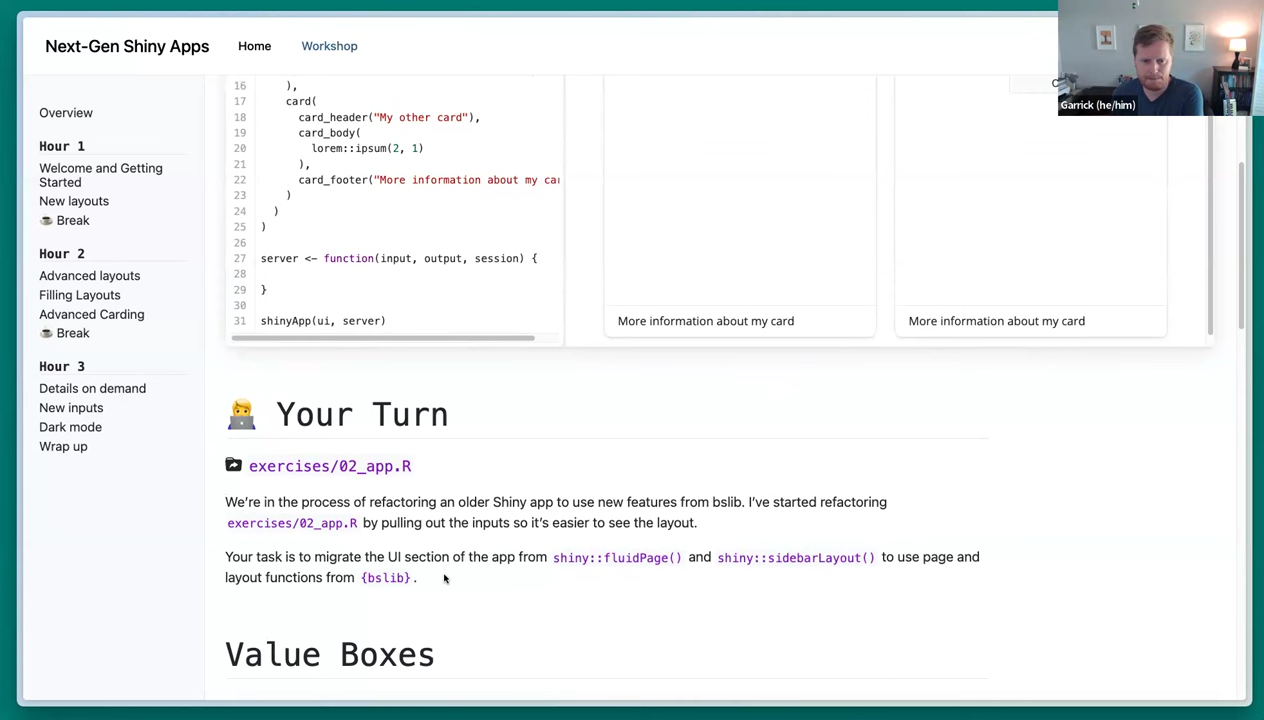 Next-Gen Shiny Apps Home Workshop
Garrick (he/him)
Overview
Hour 1
Welcome and Getting
Started
New layouts
☕ Break
Hour 2
Advanced layouts
Filling Layouts
Advanced Carding
☕ Break
Hour 3
Details on demand
New inputs
Dark mode
Wrap up
16 ),
17 card(
18 card_header("My other card"),
19 card_body(
20 lorem::ipsum(2, 1)
21 ),
22 card_footer("More information about my car
23 )
24 )
25 )
26
27 server <- function(input, output, session) {
28
29 }
30
31 shinyApp(ui, server)
More information about my card
More information about my card
🧑‍💻 Your Turn
exercises/02_app.R
We’re in the process of refactoring an older Shiny app to use new features from bslib. I’ve started refactoring
exercises/02_app.R by pulling out the inputs so it’s easier to see the layout.
Your task is to migrate the UI section of the app from shiny::fluidPage() and shiny::sidebarLayout() to use page and
layout functions from {bslib}.
Value Boxes